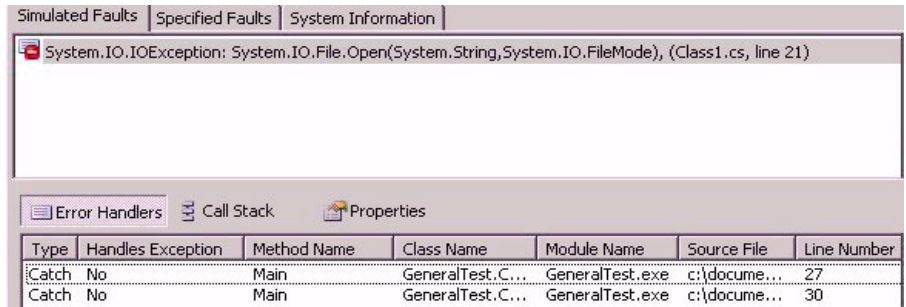 Simulated Faults Specified Faults System Information
System.IO.IOException: System.IO.File.Open(System.String,System.IO.FileMode), (Class1.cs, line 21)
Error Handlers Call Stack Properties
Type Handles Exception Method Name Class Name Module Name Source File Line Number
Catch No Main GeneralTest.C... GeneralTest.exe c:\docume... 27
Catch No Main GeneralTest.C... GeneralTest.exe c:\docume... 30